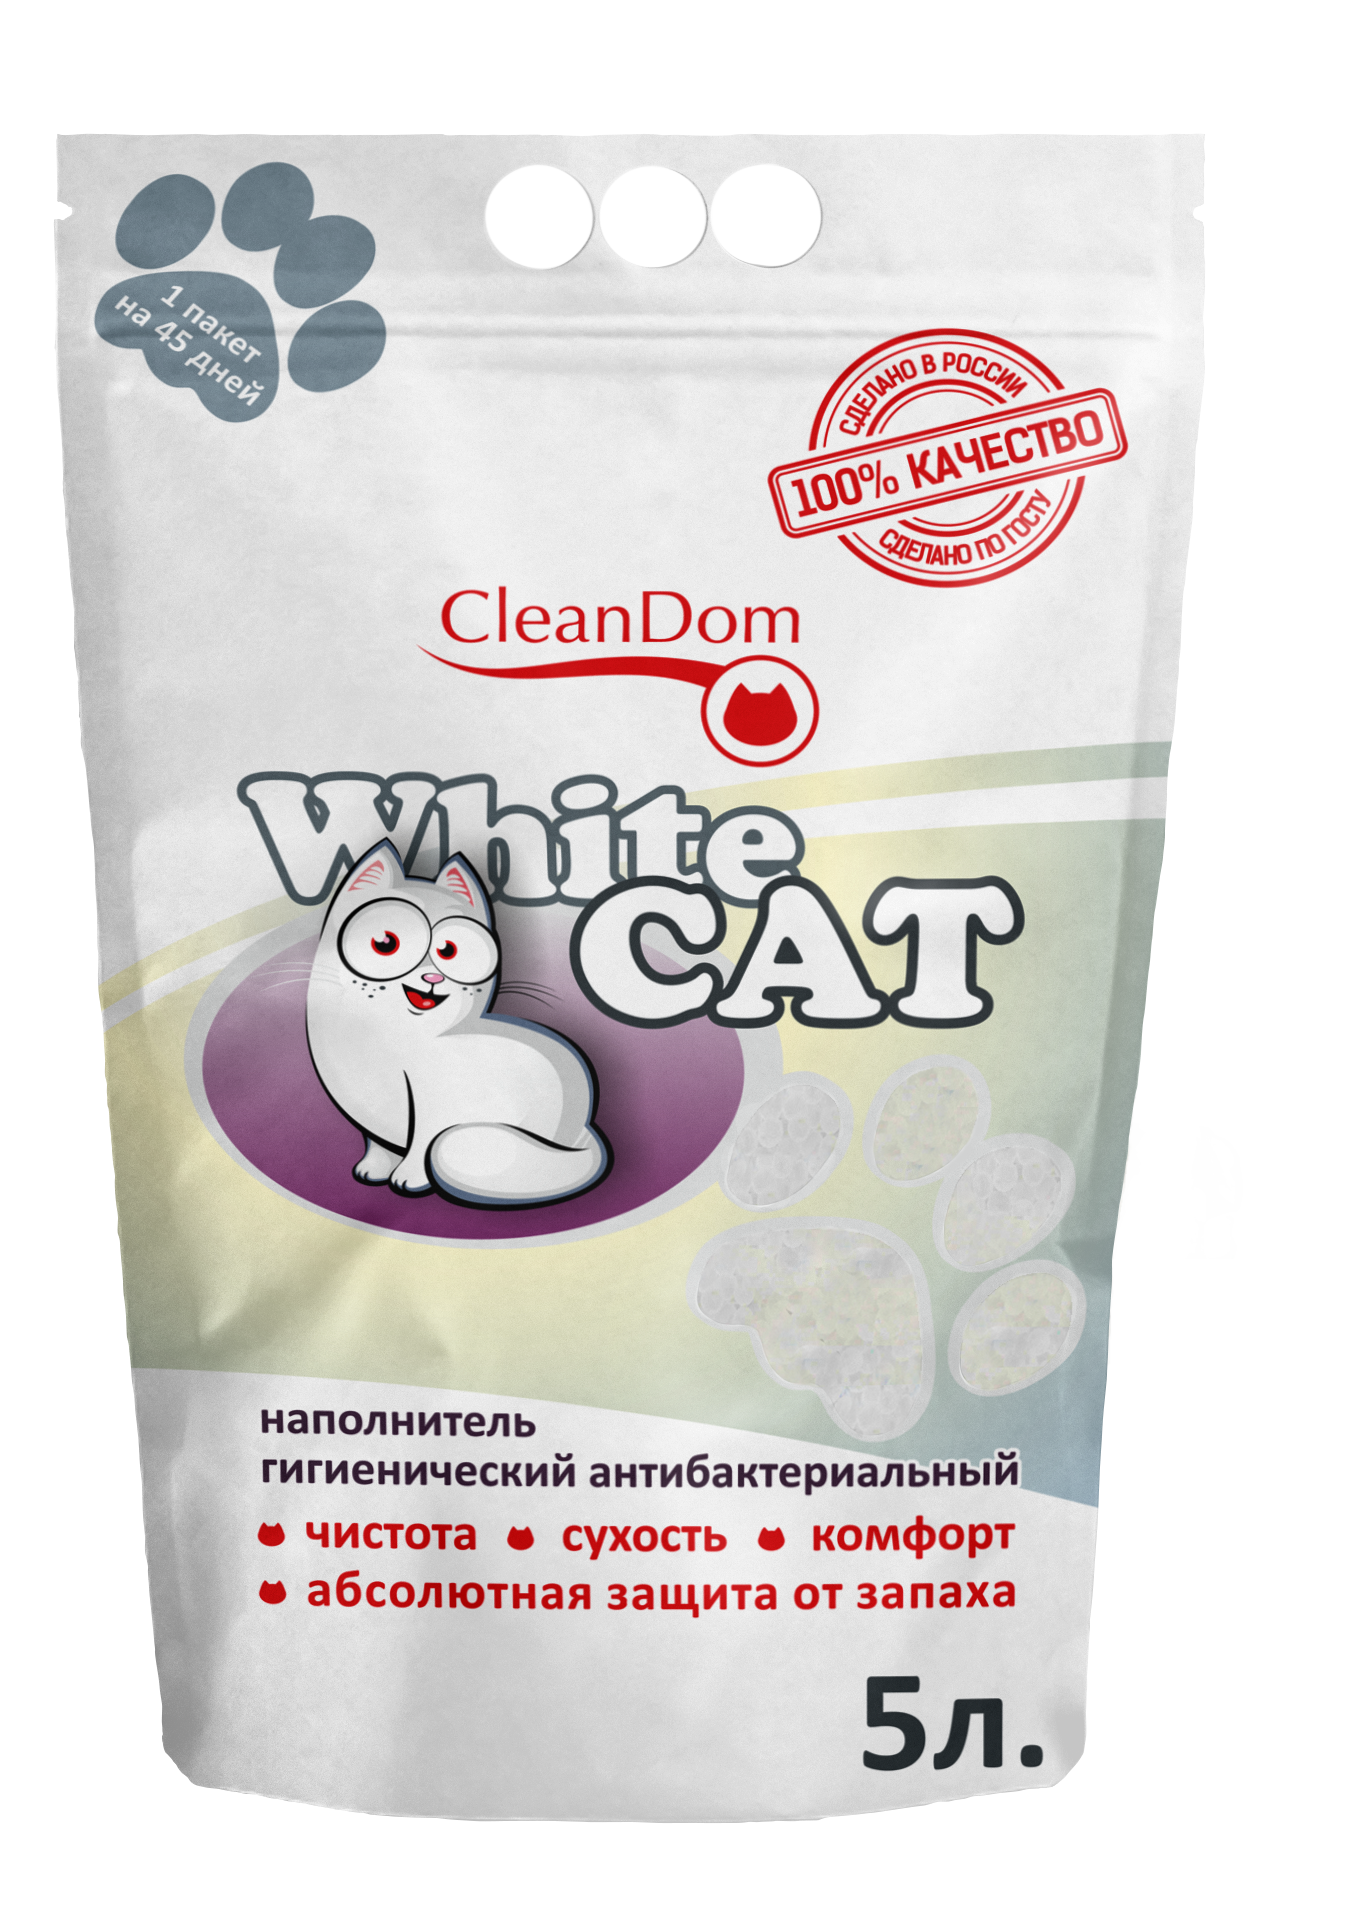 1 пакет
на 45 дней
СДЕЛАНО В РОССИИ
100% КАЧЕСТВО
СДЕЛАНО ПО ГОСТУ
CleanDom
White
CAT
наполнитель
гигиенический антибактериальный
чистота сухость комфорт
абсолютная защита от запаха
5л.